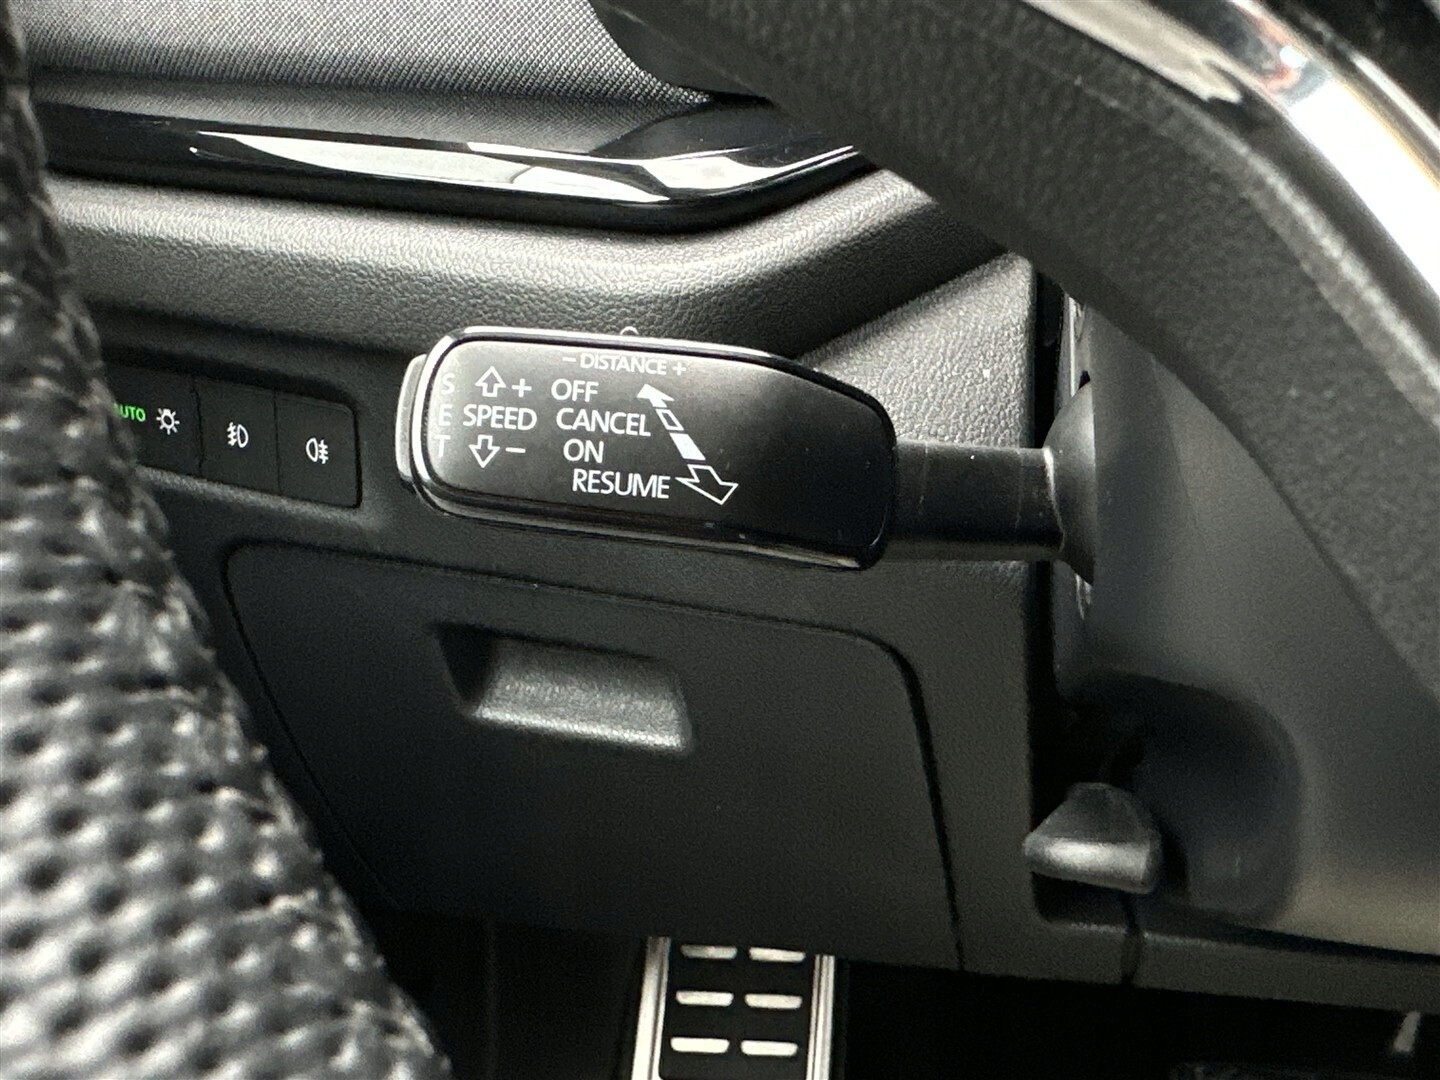 − DISTANCE +
S + OFF
E SPEED CANCEL
T − ON
RESUME
AUTO